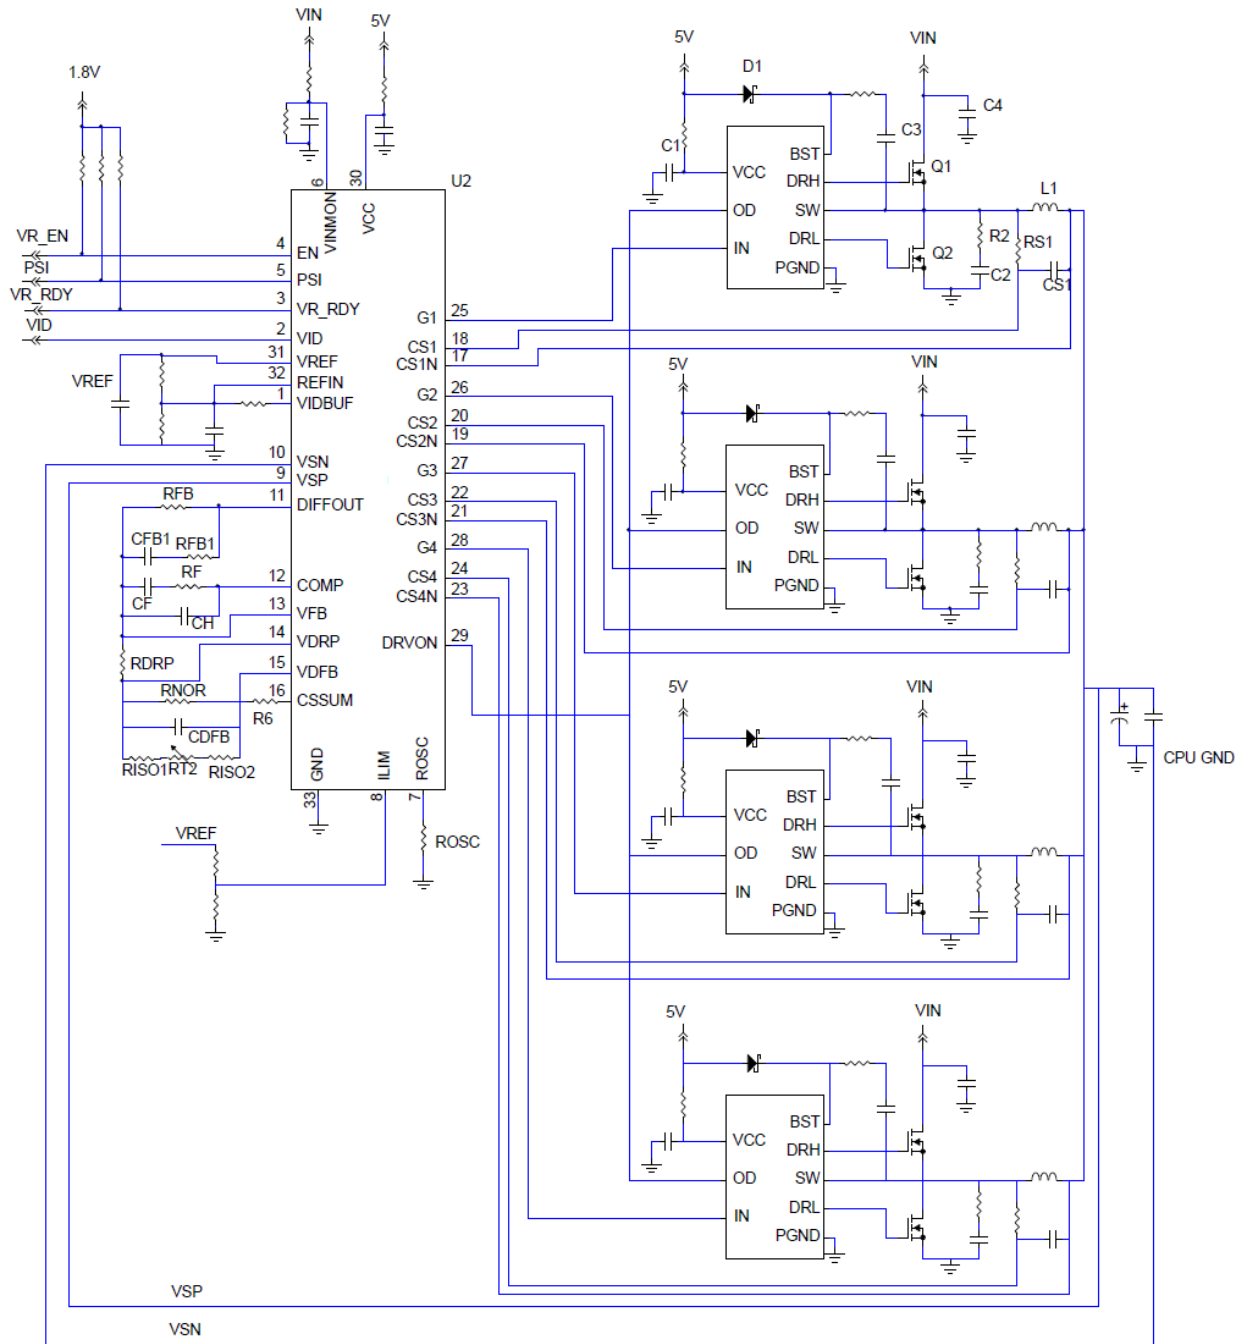 VIN
5V
1.8V
6
30
U2
VINMON
VCC
VR_EN
4
EN
PSI
5
PSI
VR_RDY
3
VR_RDY
VID
2
VID
31
VREF
VREF
32
REFIN
1
VIDBUF
10
VSN
9
VSP
RFB
11
DIFFOUT
CFB1
RFB1
RF
12
COMP
CF
CH
13
VFB
14
VDRP
RDRP
15
VDFB
RNOR
16
CSSUM
R6
CDFB
RISO1
RT2
RISO2
GND
ILIM
ROSC
33
8
7
VREF
ROSC
G1
25
CS1
18
CS1N
17
G2
26
CS2
20
CS2N
19
G3
27
CS3
22
CS3N
21
G4
28
CS4
24
CS4N
23
DRVON
29
5V
VIN
D1
C3
C4
C1
BST
VCC
DRH
Q1
OD
SW
L1
IN
DRL
Q2
R2
RS1
PGND
C2
CS1
5V
VIN
BST
VCC
DRH
OD
SW
DRL
IN
PGND
5V
VIN
BST
VCC
DRH
OD
SW
DRL
IN
PGND
CPU GND
5V
VIN
BST
VCC
DRH
OD
SW
DRL
IN
PGND
VSP
VSN